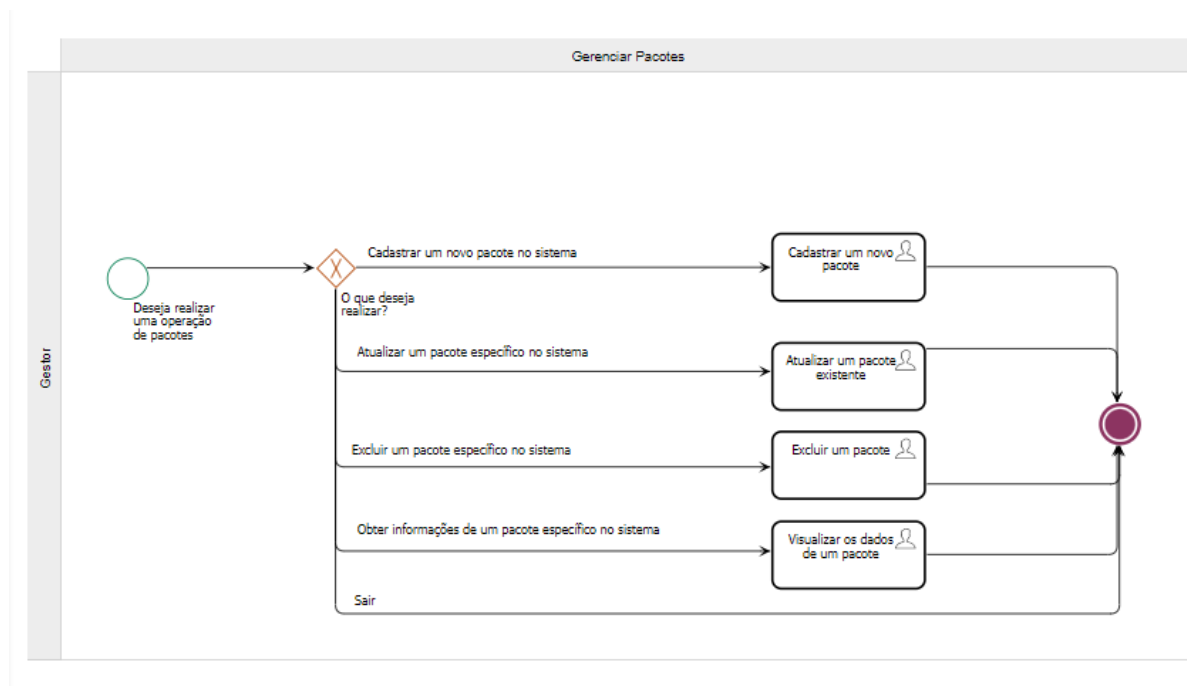 Gerenciar Pacotes
Gestor
Deseja realizar
uma operação
de pacotes
O que deseja
realizar?
Cadastrar um novo pacote no sistema
Cadastrar um novo
pacote
Atualizar um pacote específico no sistema
Atualizar um pacote
existente
Excluir um pacote específico no sistema
Excluir um pacote
Obter informações de um pacote específico no sistema
Visualizar os dados
de um pacote
Sair